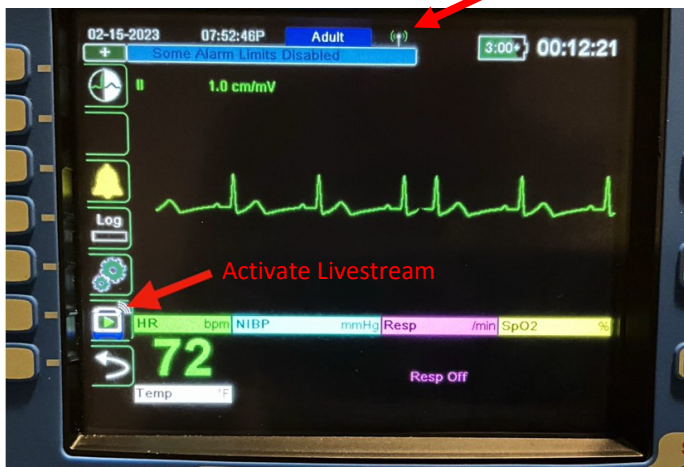 02-15-2023 07:52:46P Adult 3:00+ 00:12:21
Some Alarm Limits Disabled
II 1.0 cm/mV
Log
Activate Livestream
HR bpm NIBP mmHg Resp /min SpO2 %
72
Resp Off
Temp °F